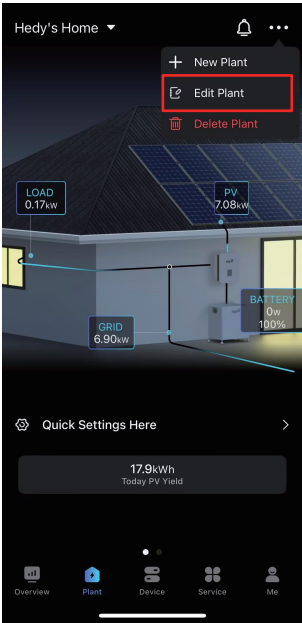 Hedy's Home
New Plant
Edit Plant
Delete Plant
LOAD
0.17kW
PV
7.08kW
BATTERY
0W
100%
GRID
6.90kW
Quick Settings Here
17.9kWh
Today PV Yield
Overview
Plant
Device
Service
Me